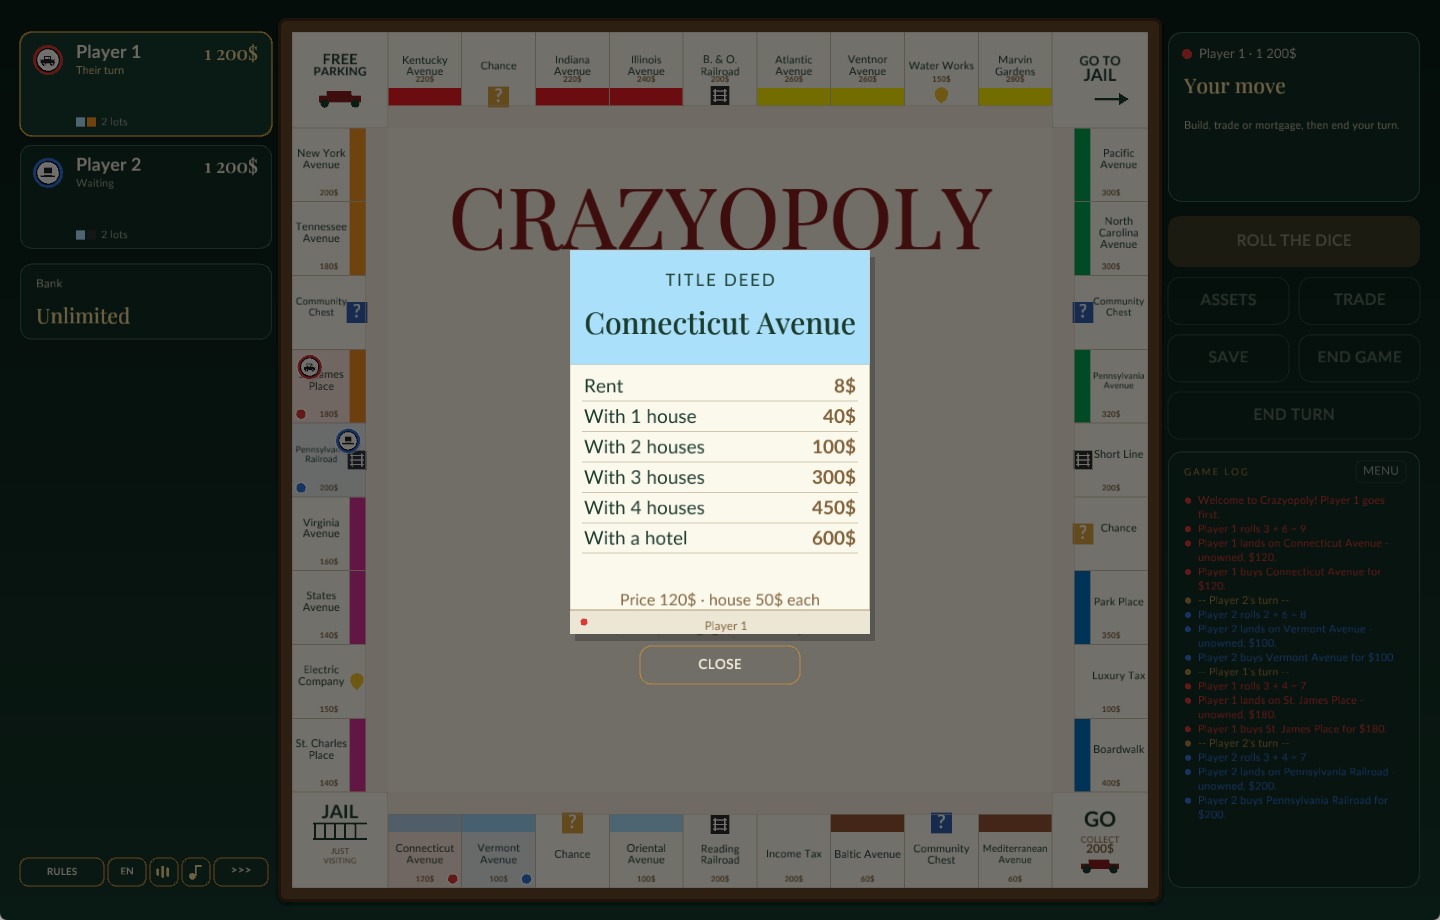 Player 1
1 200$
Their turn
2 lots
Player 2
1 200$
Waiting
2 lots
Bank
Unlimited
RULES
EN
>>>
FREE
PARKING
Kentucky
Avenue
220$
Chance
?
Indiana
Avenue
220$
Illinois
Avenue
240$
B. & O.
Railroad
200$
Atlantic
Avenue
260$
Ventnor
Avenue
260$
Water Works
150$
Marvin
Gardens
280$
GO TO
JAIL
New York
Avenue
200$
Tennessee
Avenue
180$
Community
Chest
?
ames
Place
180$
Pennsylva
Railroad
200$
Virginia
Avenue
160$
States
Avenue
140$
Electric
Company
150$
St. Charles
Place
140$
CRAZYOPOLY
TITLE DEED
Connecticut Avenue
Rent 8$
With 1 house 40$
With 2 houses 100$
With 3 houses 300$
With 4 houses 450$
With a hotel 600$
Price 120$ · house 50$ each
Player 1
CLOSE
Pacific
Avenue
300$
North
Carolina
Avenue
300$
Community
Chest
?
Pennsylvania
Avenue
320$
Short Line
200$
Chance
?
Park Place
350$
Luxury Tax
100$
Boardwalk
400$
JAIL
JUST
VISITING
Connecticut
Avenue
120$
Vermont
Avenue
100$
?
Chance
Oriental
Avenue
100$
Reading
Railroad
200$
Income Tax
200$
Baltic Avenue
60$
?
Community
Chest
Mediterranean
Avenue
60$
GO
COLLECT
200$
Player 1 · 1 200$
Your move
Build, trade or mortgage, then end your turn.
ROLL THE DICE
ASSETS
TRADE
SAVE
END GAME
END TURN
GAME LOG
MENU
Welcome to Crazyopoly! Player 1 goes
first.
Player 1 rolls 3 + 6 = 9
Player 1 lands on Connecticut Avenue -
unowned, $120.
Player 1 buys Connecticut Avenue for
$120.
-- Player 2's turn --
Player 2 rolls 2 + 6 = 8
Player 2 lands on Vermont Avenue -
unowned, $100.
Player 2 buys Vermont Avenue for $100.
-- Player 1's turn --
Player 1 rolls 3 + 4 = 7
Player 1 lands on St. James Place -
unowned, $180.
Player 1 buys St. James Place for $180.
-- Player 2's turn --
Player 2 rolls 3 + 4 = 7
Player 2 lands on Pennsylvania Railroad -
unowned, $200.
Player 2 buys Pennsylvania Railroad for
$200.